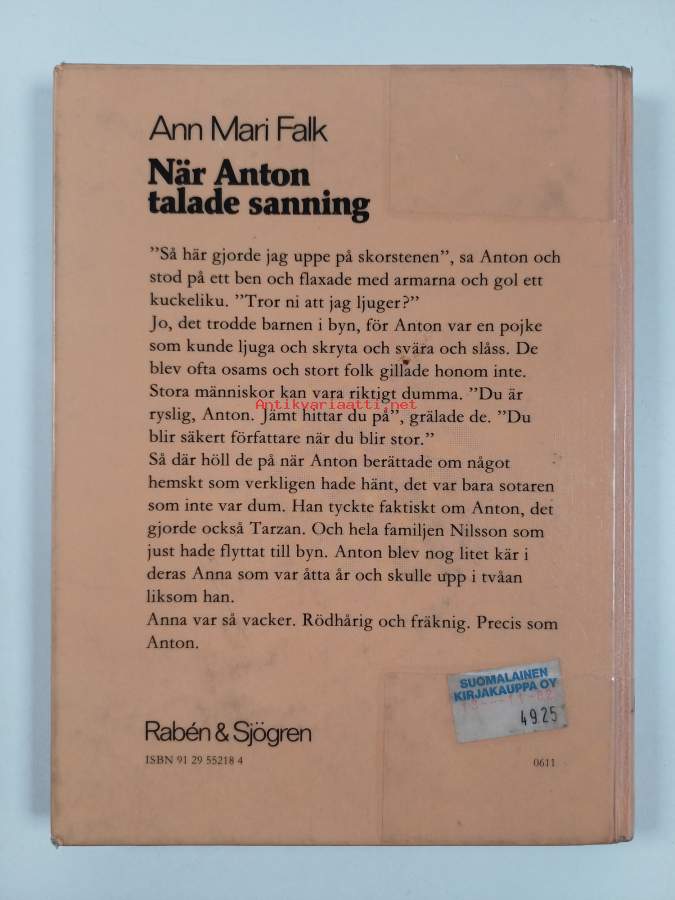 Ann Mari Falk
När Anton
talade sanning
”Så här gjorde jag uppe på skorstenen”, sa Anton och
stod på ett ben och flaxade med armarna och gol ett
kuckeliku. ”Tror ni att jag ljuger?”
Jo, det trodde barnen i byn, för Anton var en pojke
som kunde ljuga och skryta och svära och slåss. De
blev ofta osams och stort folk gillade honom inte.
Stora människor kan vara riktigt dumma. ”Du är
Antikvariaatti.net
ryslig, Anton. Jämt hittar du på”, grälade de. ”Du
blir säkert författare när du blir stor.”
Så där höll de på när Anton berättade om något
hemskt som verkligen hade hänt, det var bara sotaren
som inte var dum. Han tyckte faktiskt om Anton, det
gjorde också Tarzan. Och hela familjen Nilsson som
just hade flyttat till byn. Anton blev nog litet kär i
deras Anna som var åtta år och skulle upp i tvåan
liksom han.
Anna var så vacker. Rödhårig och fräknig. Precis som
Anton.
SUOMALAINEN
KIRJAKAUPPA OY
4925
Rabén & Sjögren
ISBN 91 29 55218 4
0611